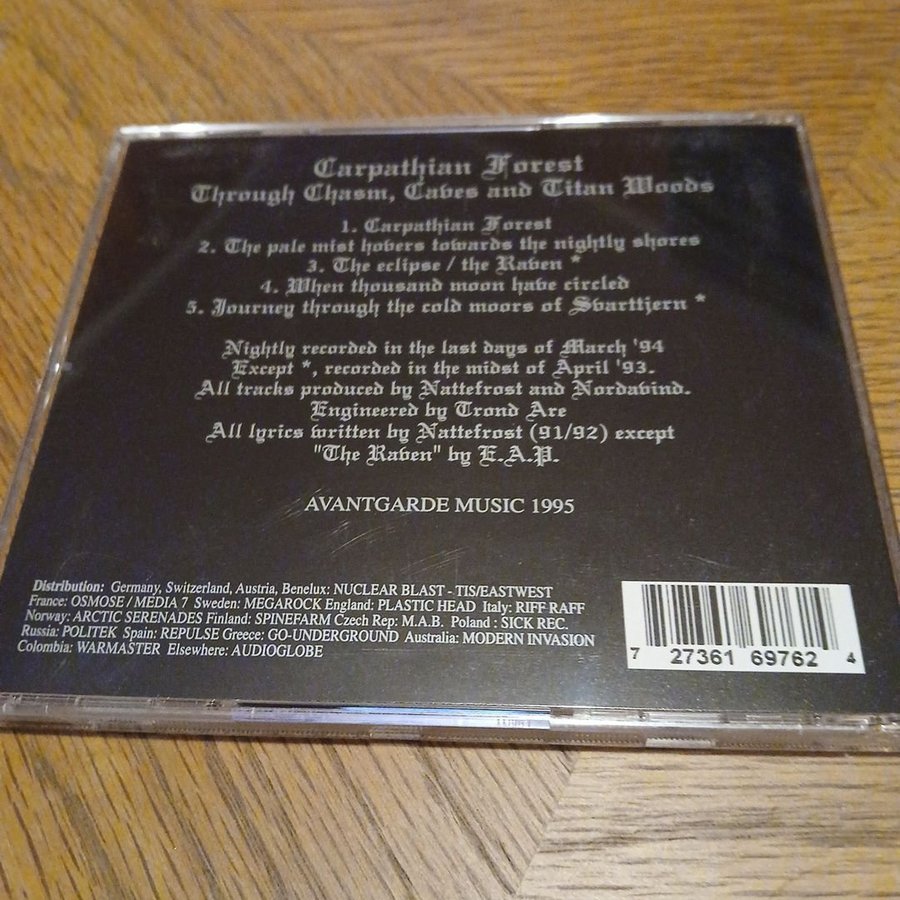 Carpathian Forest
Through Chasm, Caves and Titan Woods
1. Carpathian Forest
2. The pale mist hovers towards the nightly shores
3. The eclipse / the Raven *
4. When thousand moon have circled
5. Journey through the cold moors of Svarttjern *
Nightly recorded in the last days of March '94
Except *, recorded in the midst of April '93.
All tracks produced by Nattefrost and Nordavind.
Engineered by Trond Are
All lyrics written by Nattefrost (91/92) except
"The Raven" by E.A.P.
AVANTGARDE MUSIC 1995
Distribution: Germany, Switzerland, Austria, Benelux: NUCLEAR BLAST - TIS/EASTWEST
France: OSMOSE / MEDIA 7 Sweden: MEGAROCK England: PLASTIC HEAD Italy: RIFF RAFF
Norway: ARCTIC SERENADES Finland: SPINEFARM Czech Rep: M.A.B. Poland : SICK REC.
Russia: POLITEK Spain: REPULSE Greece: GO-UNDERGROUND Australia: MODERN INVASION
Colombia: WARMASTER Elsewhere: AUDIOGLOBE
7 27361 69762 4